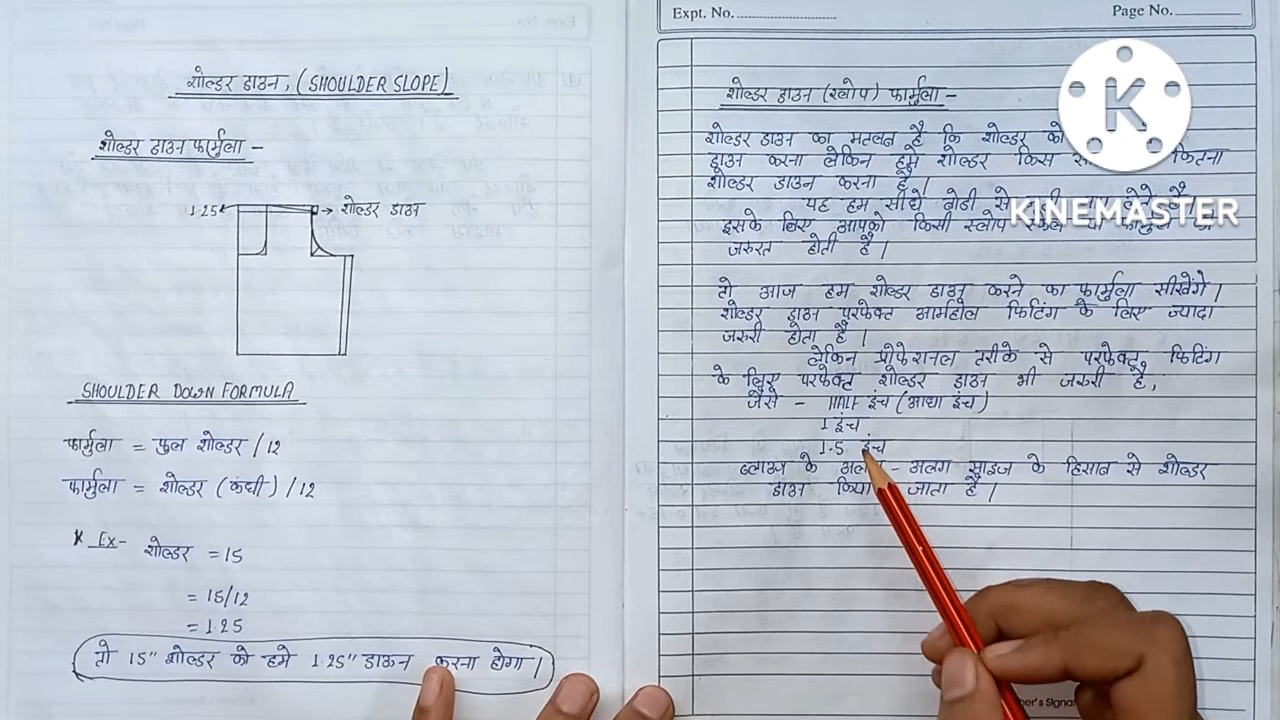 शोल्डर डाउन, (SHOULDER SLOPE)
शोल्डर डाउन फार्मुला -
1.25
शोल्डर डाउन
SHOULDER DOWN FORMULA
फार्मुला = फुल शोल्डर / 12
फार्मुला = शोल्डर (कंधी) / 12
Ex- शोल्डर = 15
= 15/12
= 1.25
तो 15" शोल्डर को हमे 1.25" डाऊन करना होगा।
Expt. No.
Page No.
शोल्डर डाउन (स्लोप) फार्मुला -
शोल्डर डाउन का मतलब है कि शोल्डर को
डाउन करना लेकिन हमे शोल्डर किस कितना
शोल्डर डाउन करना है।
यह हम सीधे बोडी से लेते
इसके लिए आपको किसी स्लोप स्केल या फार्मुले
जरुरत होती है।
तो आज हम शोल्डर डाउन करने का फार्मुला सीखेंगे।
शोल्डर डाउन परफेक्ट आर्महोल फिटिंग के लिए ज्यादा
जरुरी होता है।
लेकिन प्रोफेशनल तरीके से परफेक्ट फिटिंग
के लिए परफेक्ट शोल्डर डाउन भी जरुरी है,
जैसे - HALF इंच (आधा इंच)
1 इंच
1.5 इंच
ब्लाउज के अलग - अलग साइज के हिसाब से शोल्डर
डाउन किया जाता है।
K
KINEMASTER